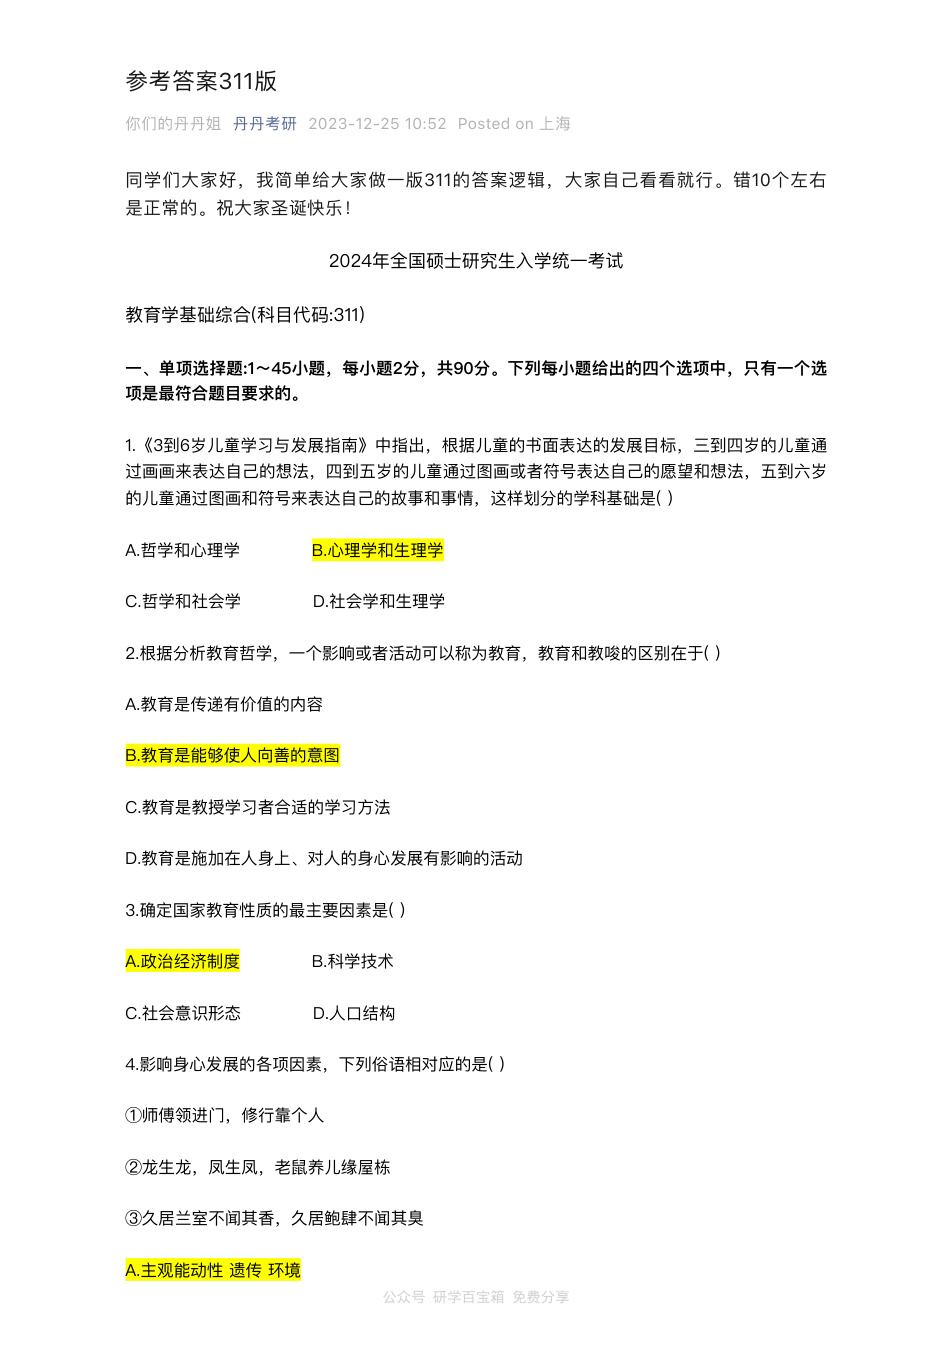 参考答案311版
你们的丹丹姐 丹丹考研 2023-12-25 10:52 Posted on 上海
同学们大家好，我简单给大家做一版311的答案逻辑，大家自己看看就行。错10个左右
是正常的。祝大家圣诞快乐！
2024年全国硕士研究生入学统一考试
教育学基础综合(科目代码:311)
一、单项选择题:1～45小题，每小题2分，共90分。下列每小题给出的四个选项中，只有一个选
项是最符合题目要求的。
1.《3到6岁儿童学习与发展指南》中指出，根据儿童的书面表达的发展目标，三到四岁的儿童通
过画画来表达自己的想法，四到五岁的儿童通过图画或者符号表达自己的愿望和想法，五到六岁
的儿童通过图画和符号来表达自己的故事和事情，这样划分的学科基础是( )
A.哲学和心理学 B.心理学和生理学
C.哲学和社会学 D.社会学和生理学
2.根据分析教育哲学，一个影响或者活动可以称为教育，教育和教唆的区别在于( )
A.教育是传递有价值的内容
B.教育是能够使人向善的意图
C.教育是教授学习者合适的学习方法
D.教育是施加在人身上、对人的身心发展有影响的活动
3.确定国家教育性质的最主要因素是( )
A.政治经济制度 B.科学技术
C.社会意识形态 D.人口结构
4.影响身心发展的各项因素，下列俗语相对应的是( )
①师傅领进门，修行靠个人
②龙生龙，凤生凤，老鼠养儿缘屋栋
③久居兰室不闻其香，久居鲍肆不闻其臭
A.主观能动性 遗传 环境
公众号 研学百宝箱 免费分享